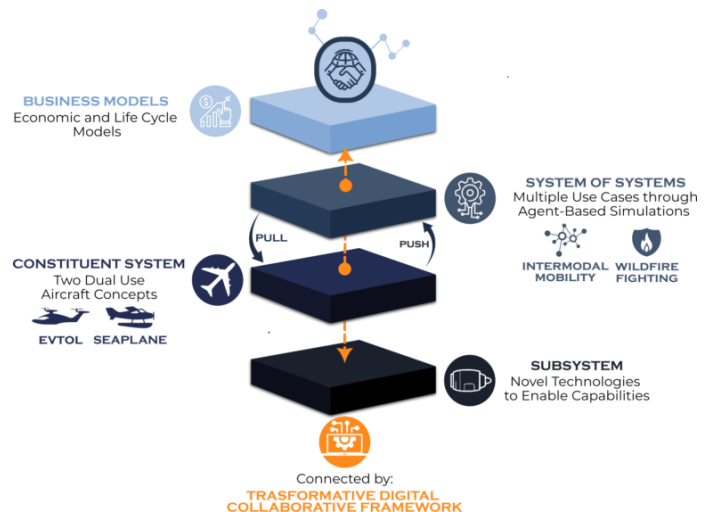 BUSINESS MODELS
Economic and Life Cycle
Models
SYSTEM OF SYSTEMS
Multiple Use Cases through
Agent-Based Simulations
INTERMODAL
MOBILITY
WILDFIRE
FIGHTING
PULL
PUSH
CONSTITUENT SYSTEM
Two Dual Use
Aircraft Concepts
EVTOL
SEAPLANE
SUBSYSTEM
Novel Technologies
to Enable Capabilities
Connected by:
TRASFORMATIVE DIGITAL
COLLABORATIVE FRAMEWORK